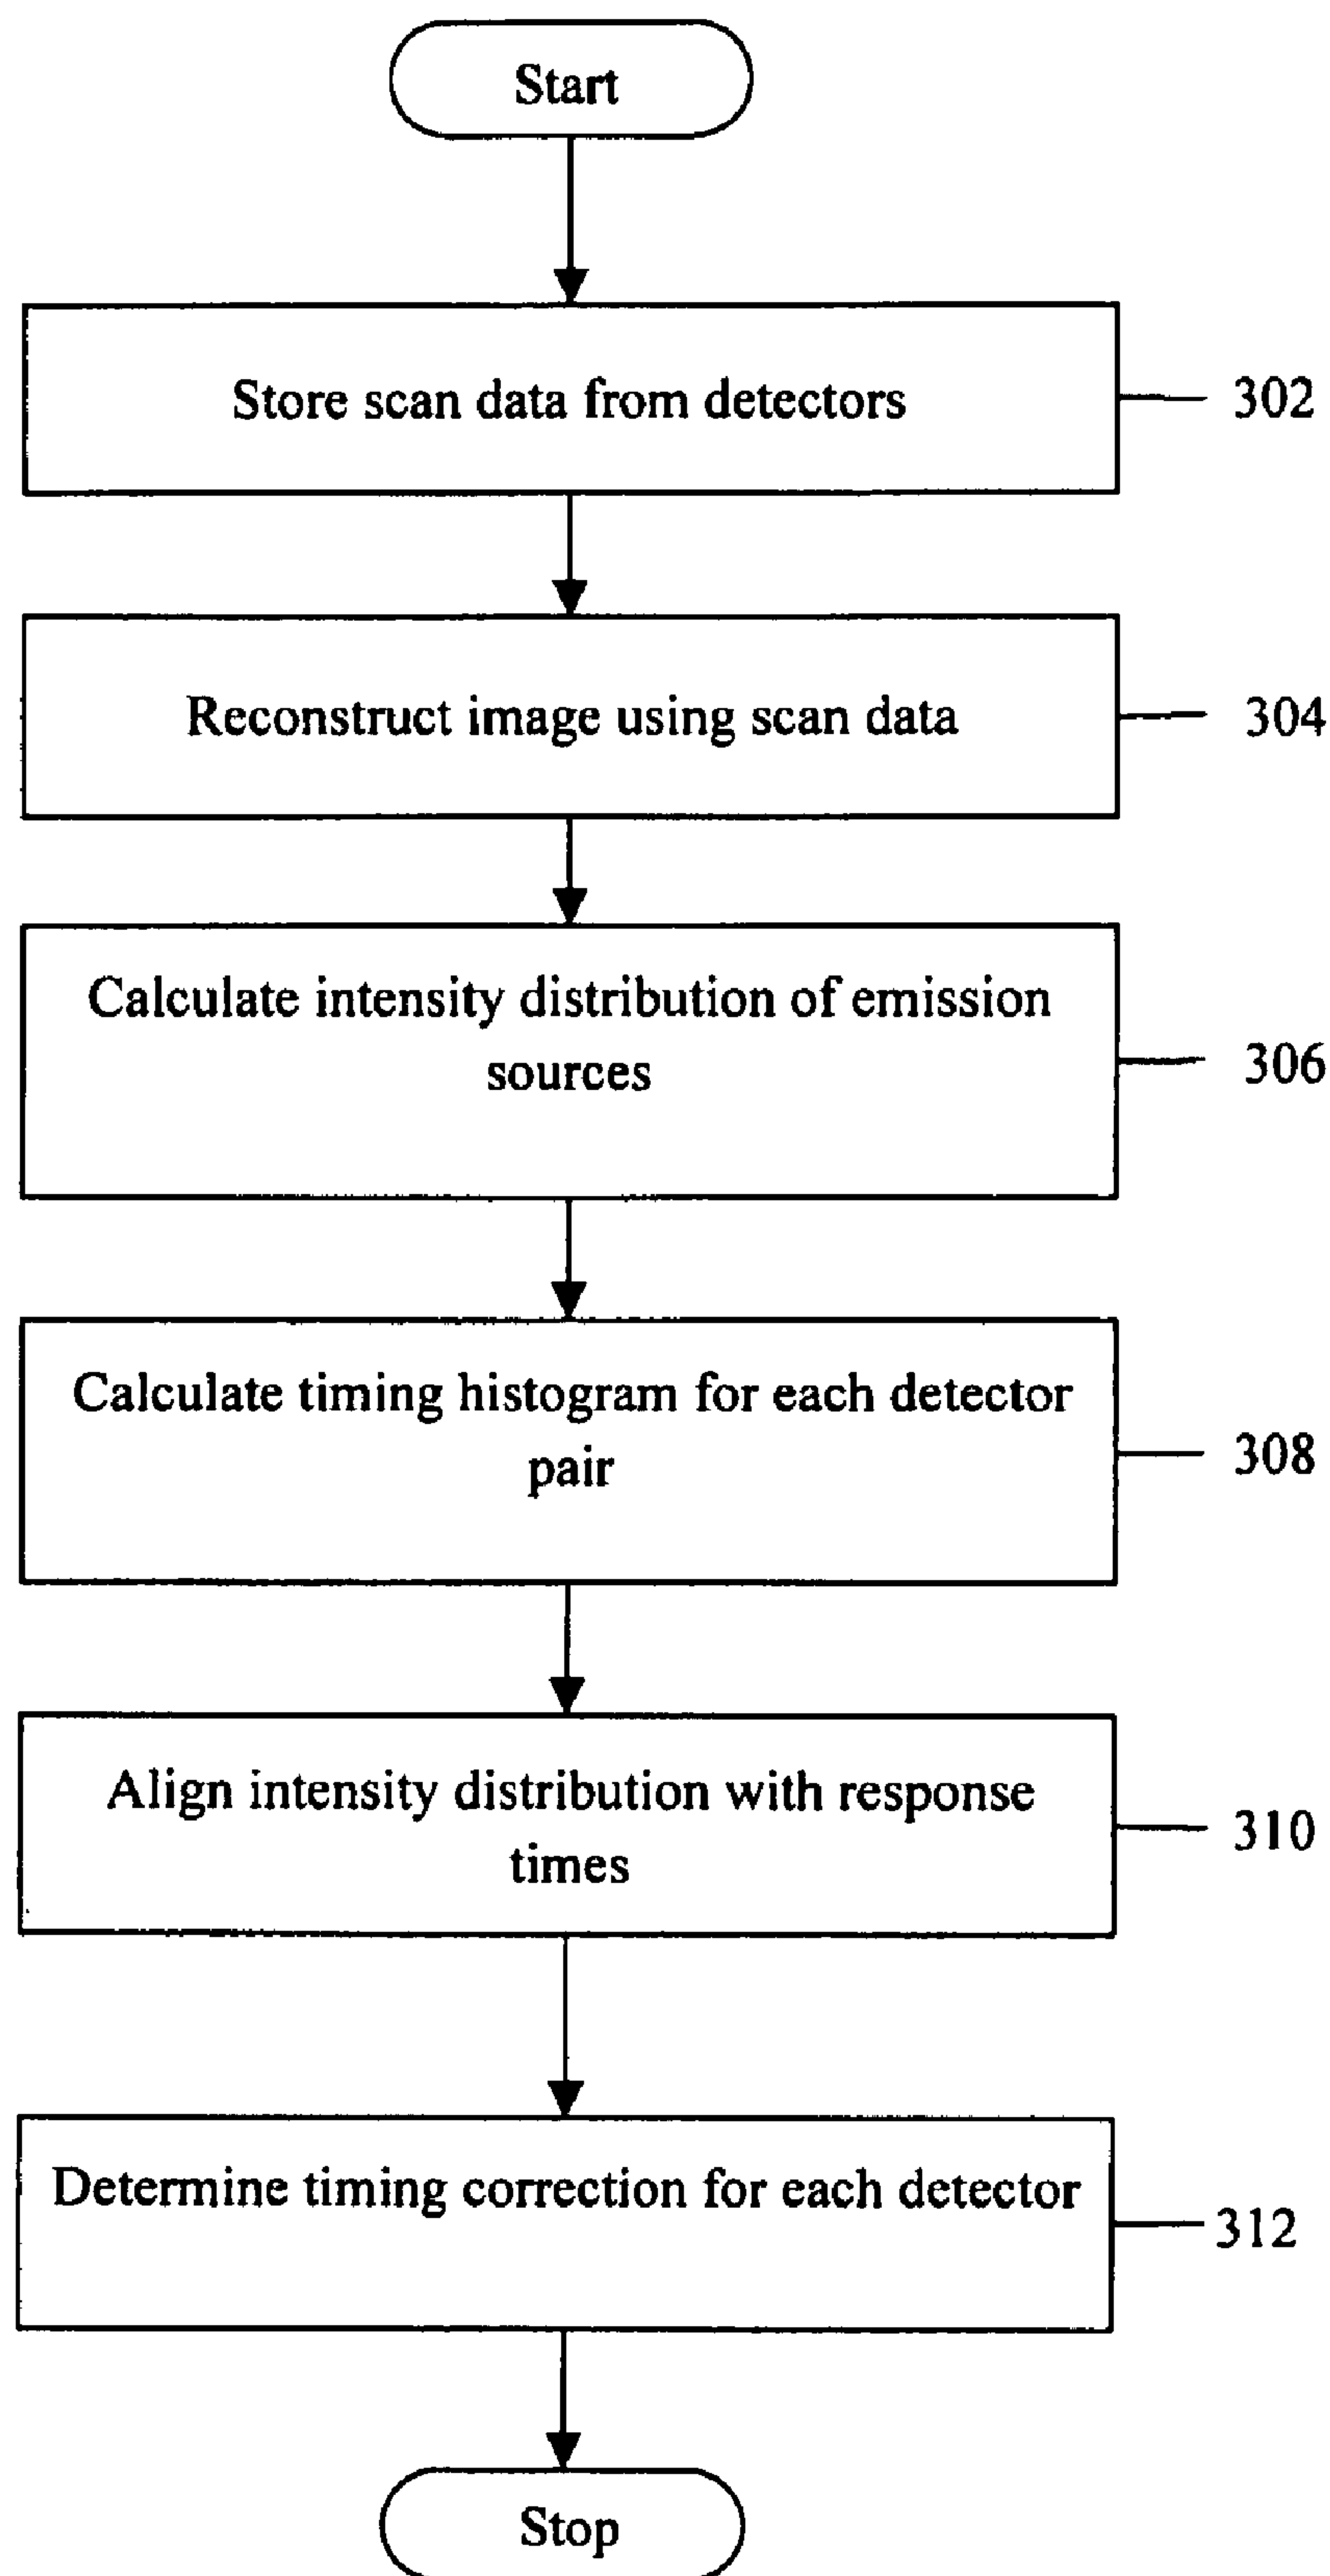 Start
Store scan data from detectors
302
Reconstruct image using scan data
304
Calculate intensity distribution of emission
sources
306
Calculate timing histogram for each detector
pair
308
Align intensity distribution with response
times
310
Determine timing correction for each detector
312
Stop